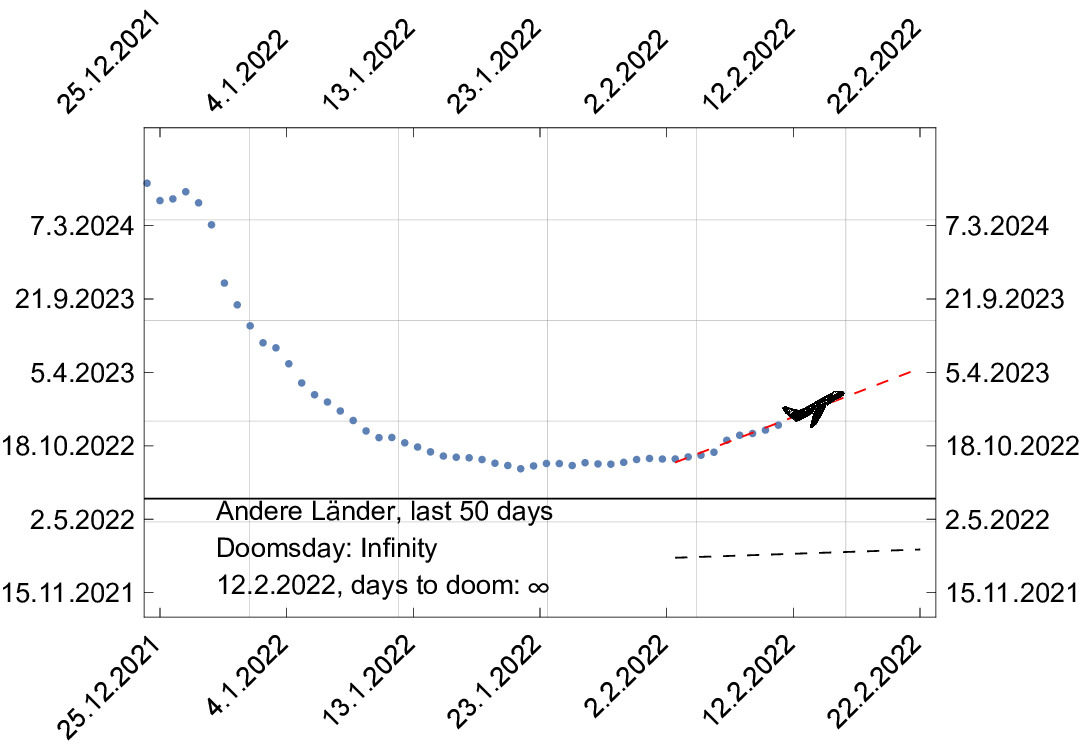 25.12.2021 4.1.2022 13.1.2022 23.1.2022 2.2.2022 12.2.2022 22.2.2022
7.3.2024 7.3.2024
21.9.2023 21.9.2023
5.4.2023 5.4.2023
18.10.2022 18.10.2022
Andere Länder, last 50 days
2.5.2022 2.5.2022
Doomsday: Infinity
12.2.2022, days to doom: ∞
15.11.2021 15.11.2021
25.12.2021 4.1.2022 13.1.2022 23.1.2022 2.2.2022 12.2.2022 22.2.2022